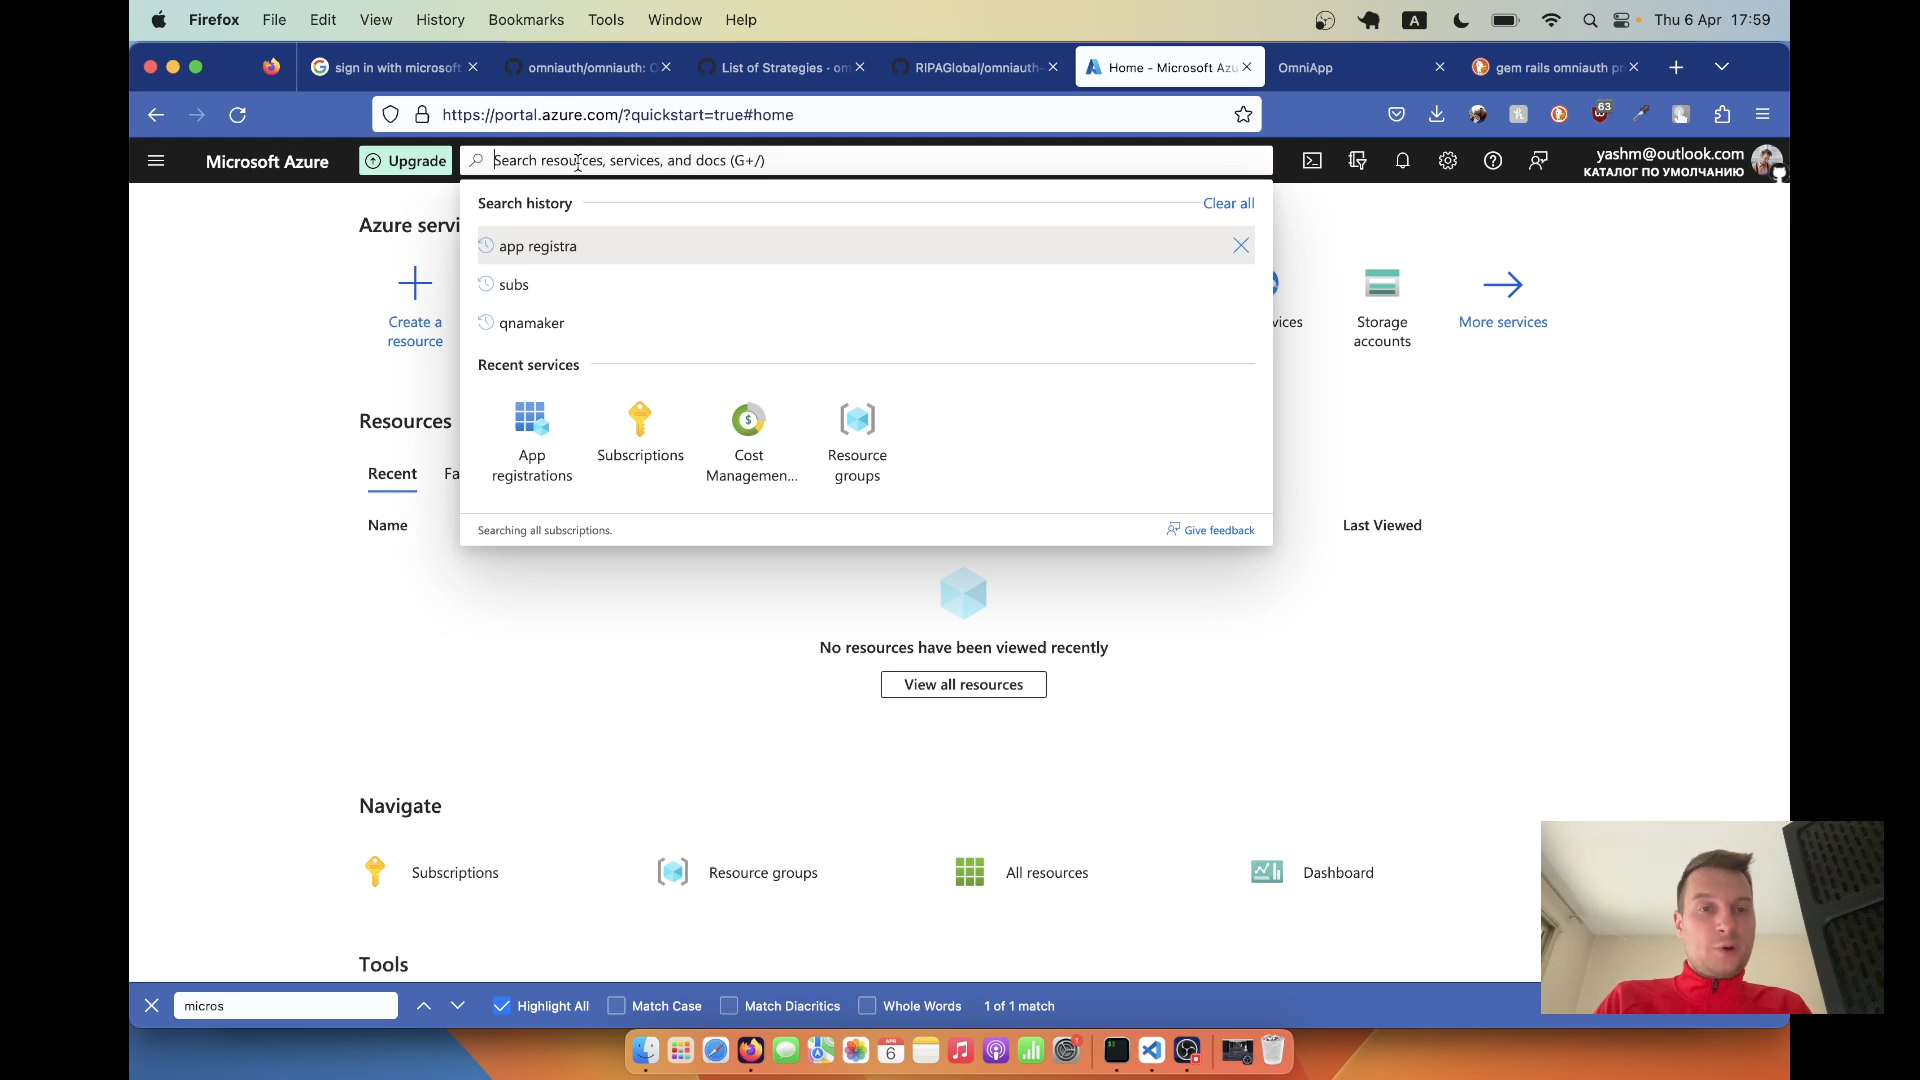 Firefox File Edit View History Bookmarks Tools Window Help A Thu 6 Apr 17:59
sign in with microsoft omniauth/omniauth: O List of Strategies · om RIPAGlobal/omniauth- Home - Microsoft Azu OmniApp gem rails omniauth pr
https://portal.azure.com/?quickstart=true#home 63
Microsoft Azure Upgrade Search resources, services, and docs (G+/) yashm@outlook.com
КАТАЛОГ ПО УМОЛЧАНИЮ
Search history Clear all
Azure servi
app registra
subs
Create a
resource
qnamaker
vices
Storage
accounts
More services
Recent services
Resources
App
registrations
Subscriptions
Cost
Managemen...
Resource
groups
Recent Fa
Name Last Viewed
Searching all subscriptions. Give feedback
No resources have been viewed recently
View all resources
Navigate
Subscriptions Resource groups All resources Dashboard
Tools
micros Highlight All Match Case Match Diacritics Whole Words 1 of 1 match
APR
6
1